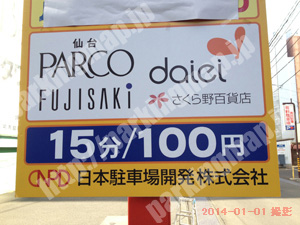 仙台
PARCO
daiei
FUJISAKi
さくら野百貨店
15分/100円
NPD 日本駐車場開発株式会社
2014-01-01 撮影